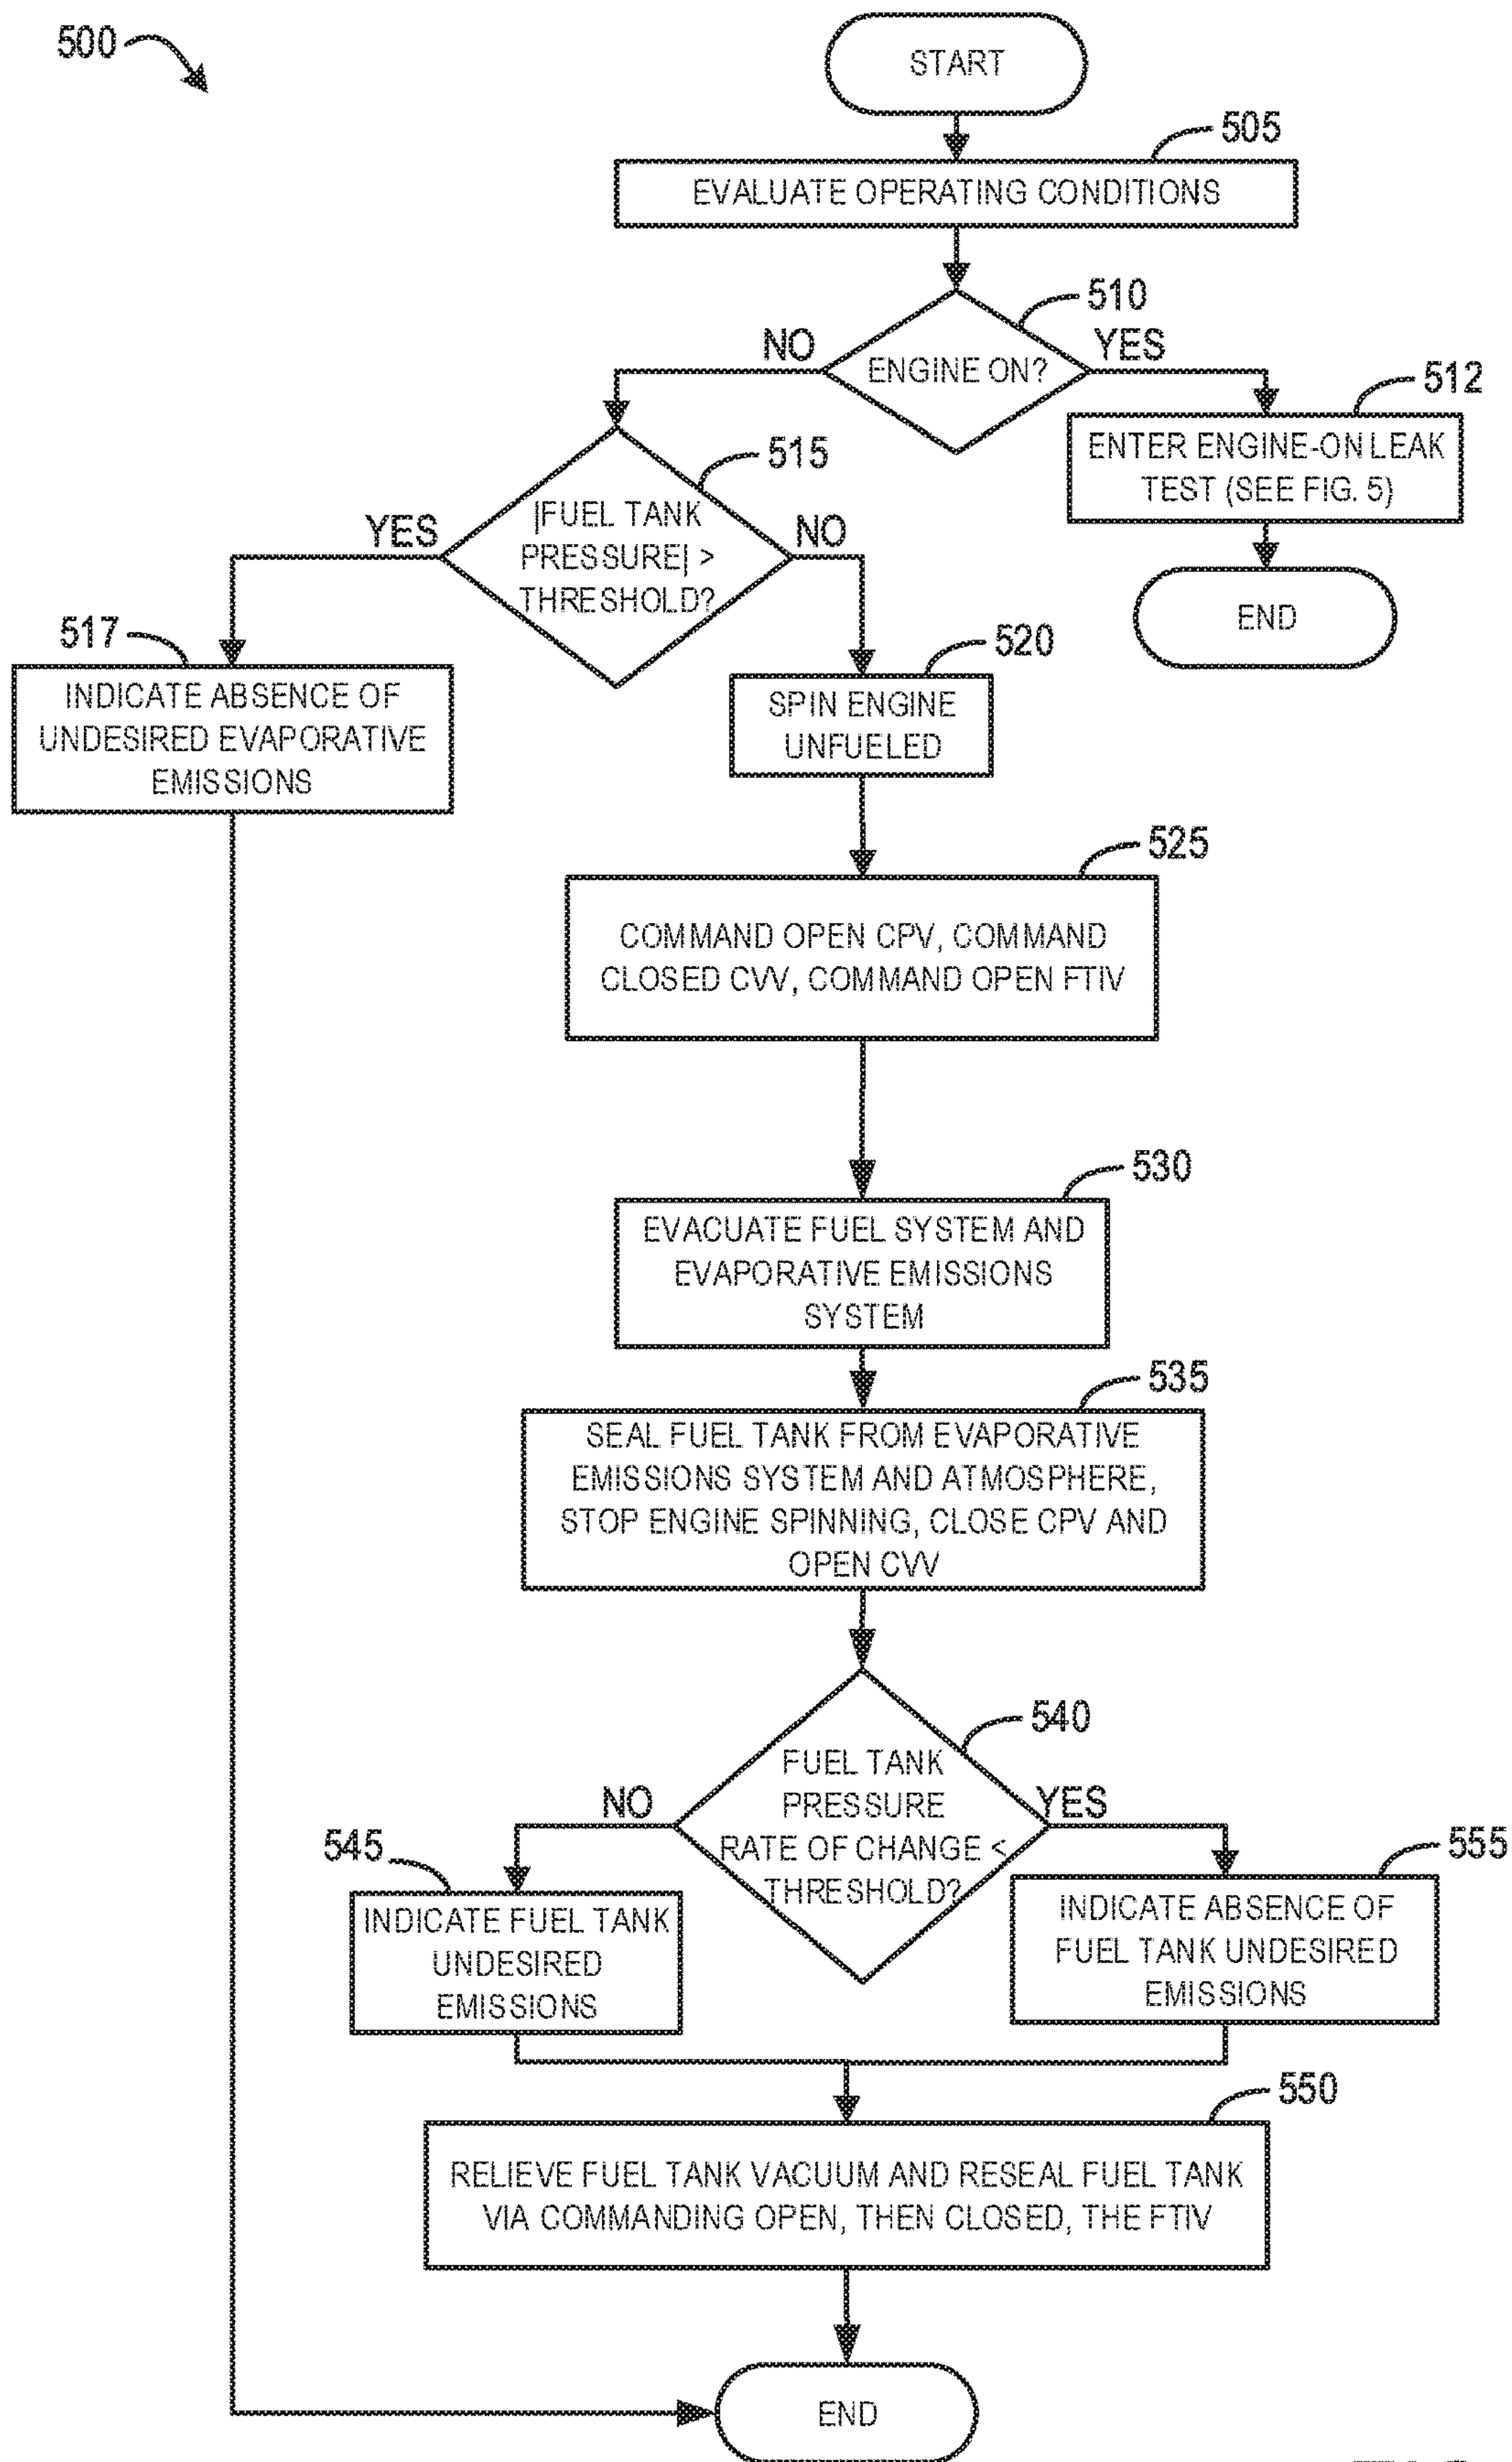 500
START
505
EVALUATE OPERATING CONDITIONS
510
NO
YES
ENGINE ON?
512
ENTER ENGINE-ON LEAK
TEST (SEE FIG. 5)
END
515
YES
NO
|FUEL TANK
PRESSURE| >
THRESHOLD?
517
INDICATE ABSENCE OF
UNDESIRED EVAPORATIVE
EMISSIONS
520
SPIN ENGINE
UNFUELED
525
COMMAND OPEN CPV, COMMAND
CLOSED CVV, COMMAND OPEN FTIV
530
EVACUATE FUEL SYSTEM AND
EVAPORATIVE EMISSIONS
SYSTEM
535
SEAL FUEL TANK FROM EVAPORATIVE
EMISSIONS SYSTEM AND ATMOSPHERE,
STOP ENGINE SPINNING, CLOSE CPV AND
OPEN CVV
540
NO
YES
FUEL TANK
PRESSURE
RATE OF CHANGE <
THRESHOLD?
545
INDICATE FUEL TANK
UNDESIRED
EMISSIONS
555
INDICATE ABSENCE OF
FUEL TANK UNDESIRED
EMISSIONS
550
RELIEVE FUEL TANK VACUUM AND RESEAL FUEL TANK
VIA COMMANDING OPEN, THEN CLOSED, THE FTIV
END